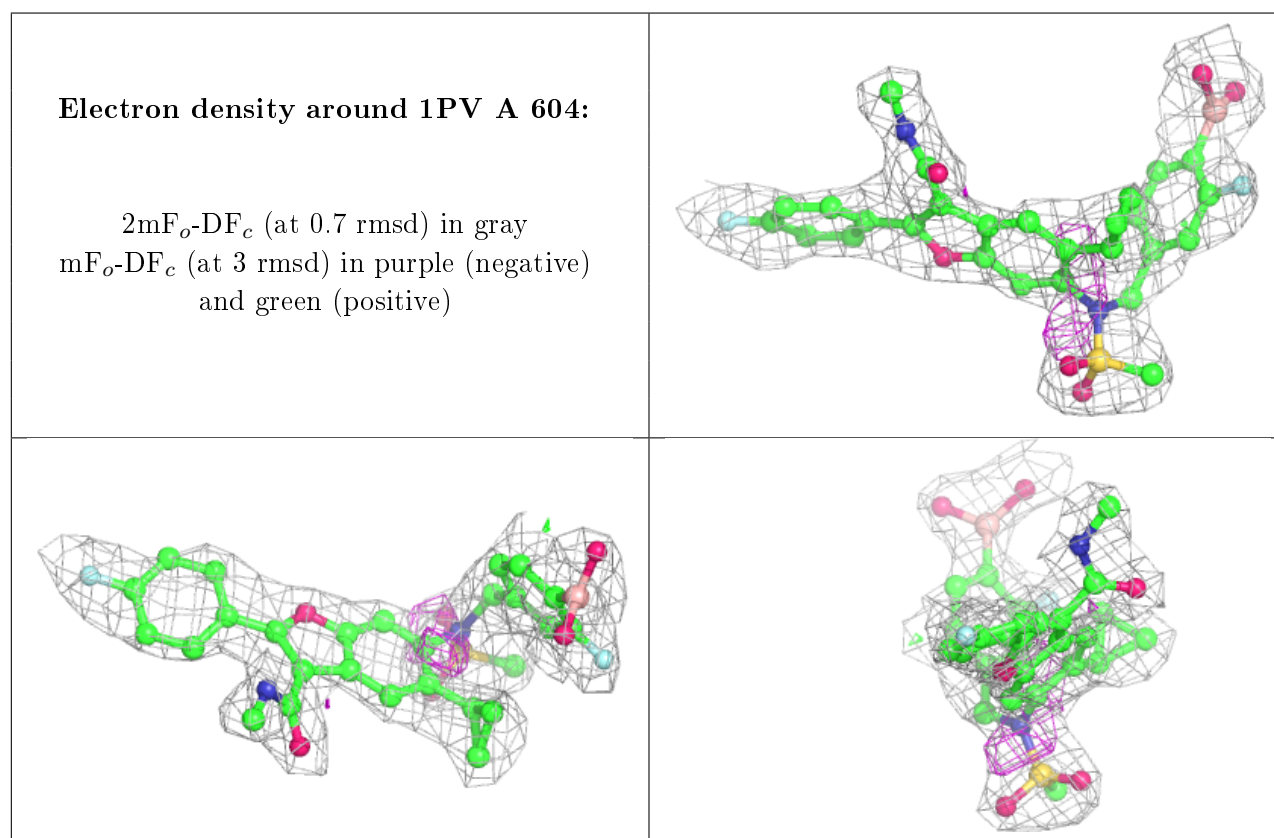 Electron density around 1PV A 604:
2mFo-DFc (at 0.7 rmsd) in gray
mFo-DFc (at 3 rmsd) in purple (negative)
and green (positive)